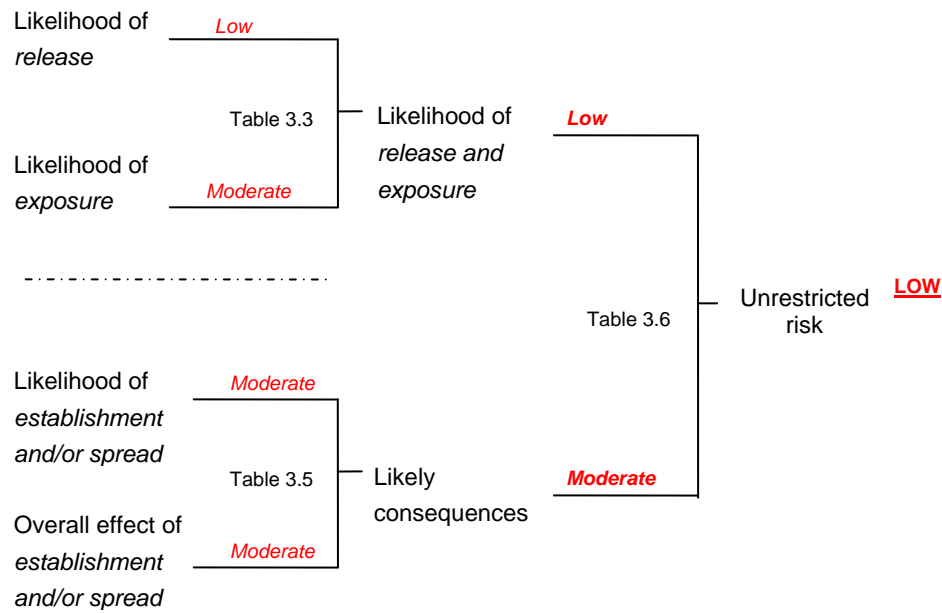 Likelihood of
release
Low
Table 3.3
Likelihood of
exposure
Moderate
Likelihood of
release and
exposure
Low
Table 3.6
Unrestricted
risk
LOW
Likelihood of
establishment
and/or spread
Moderate
Table 3.5
Overall effect of
establishment
and/or spread
Moderate
Likely
consequences
Moderate